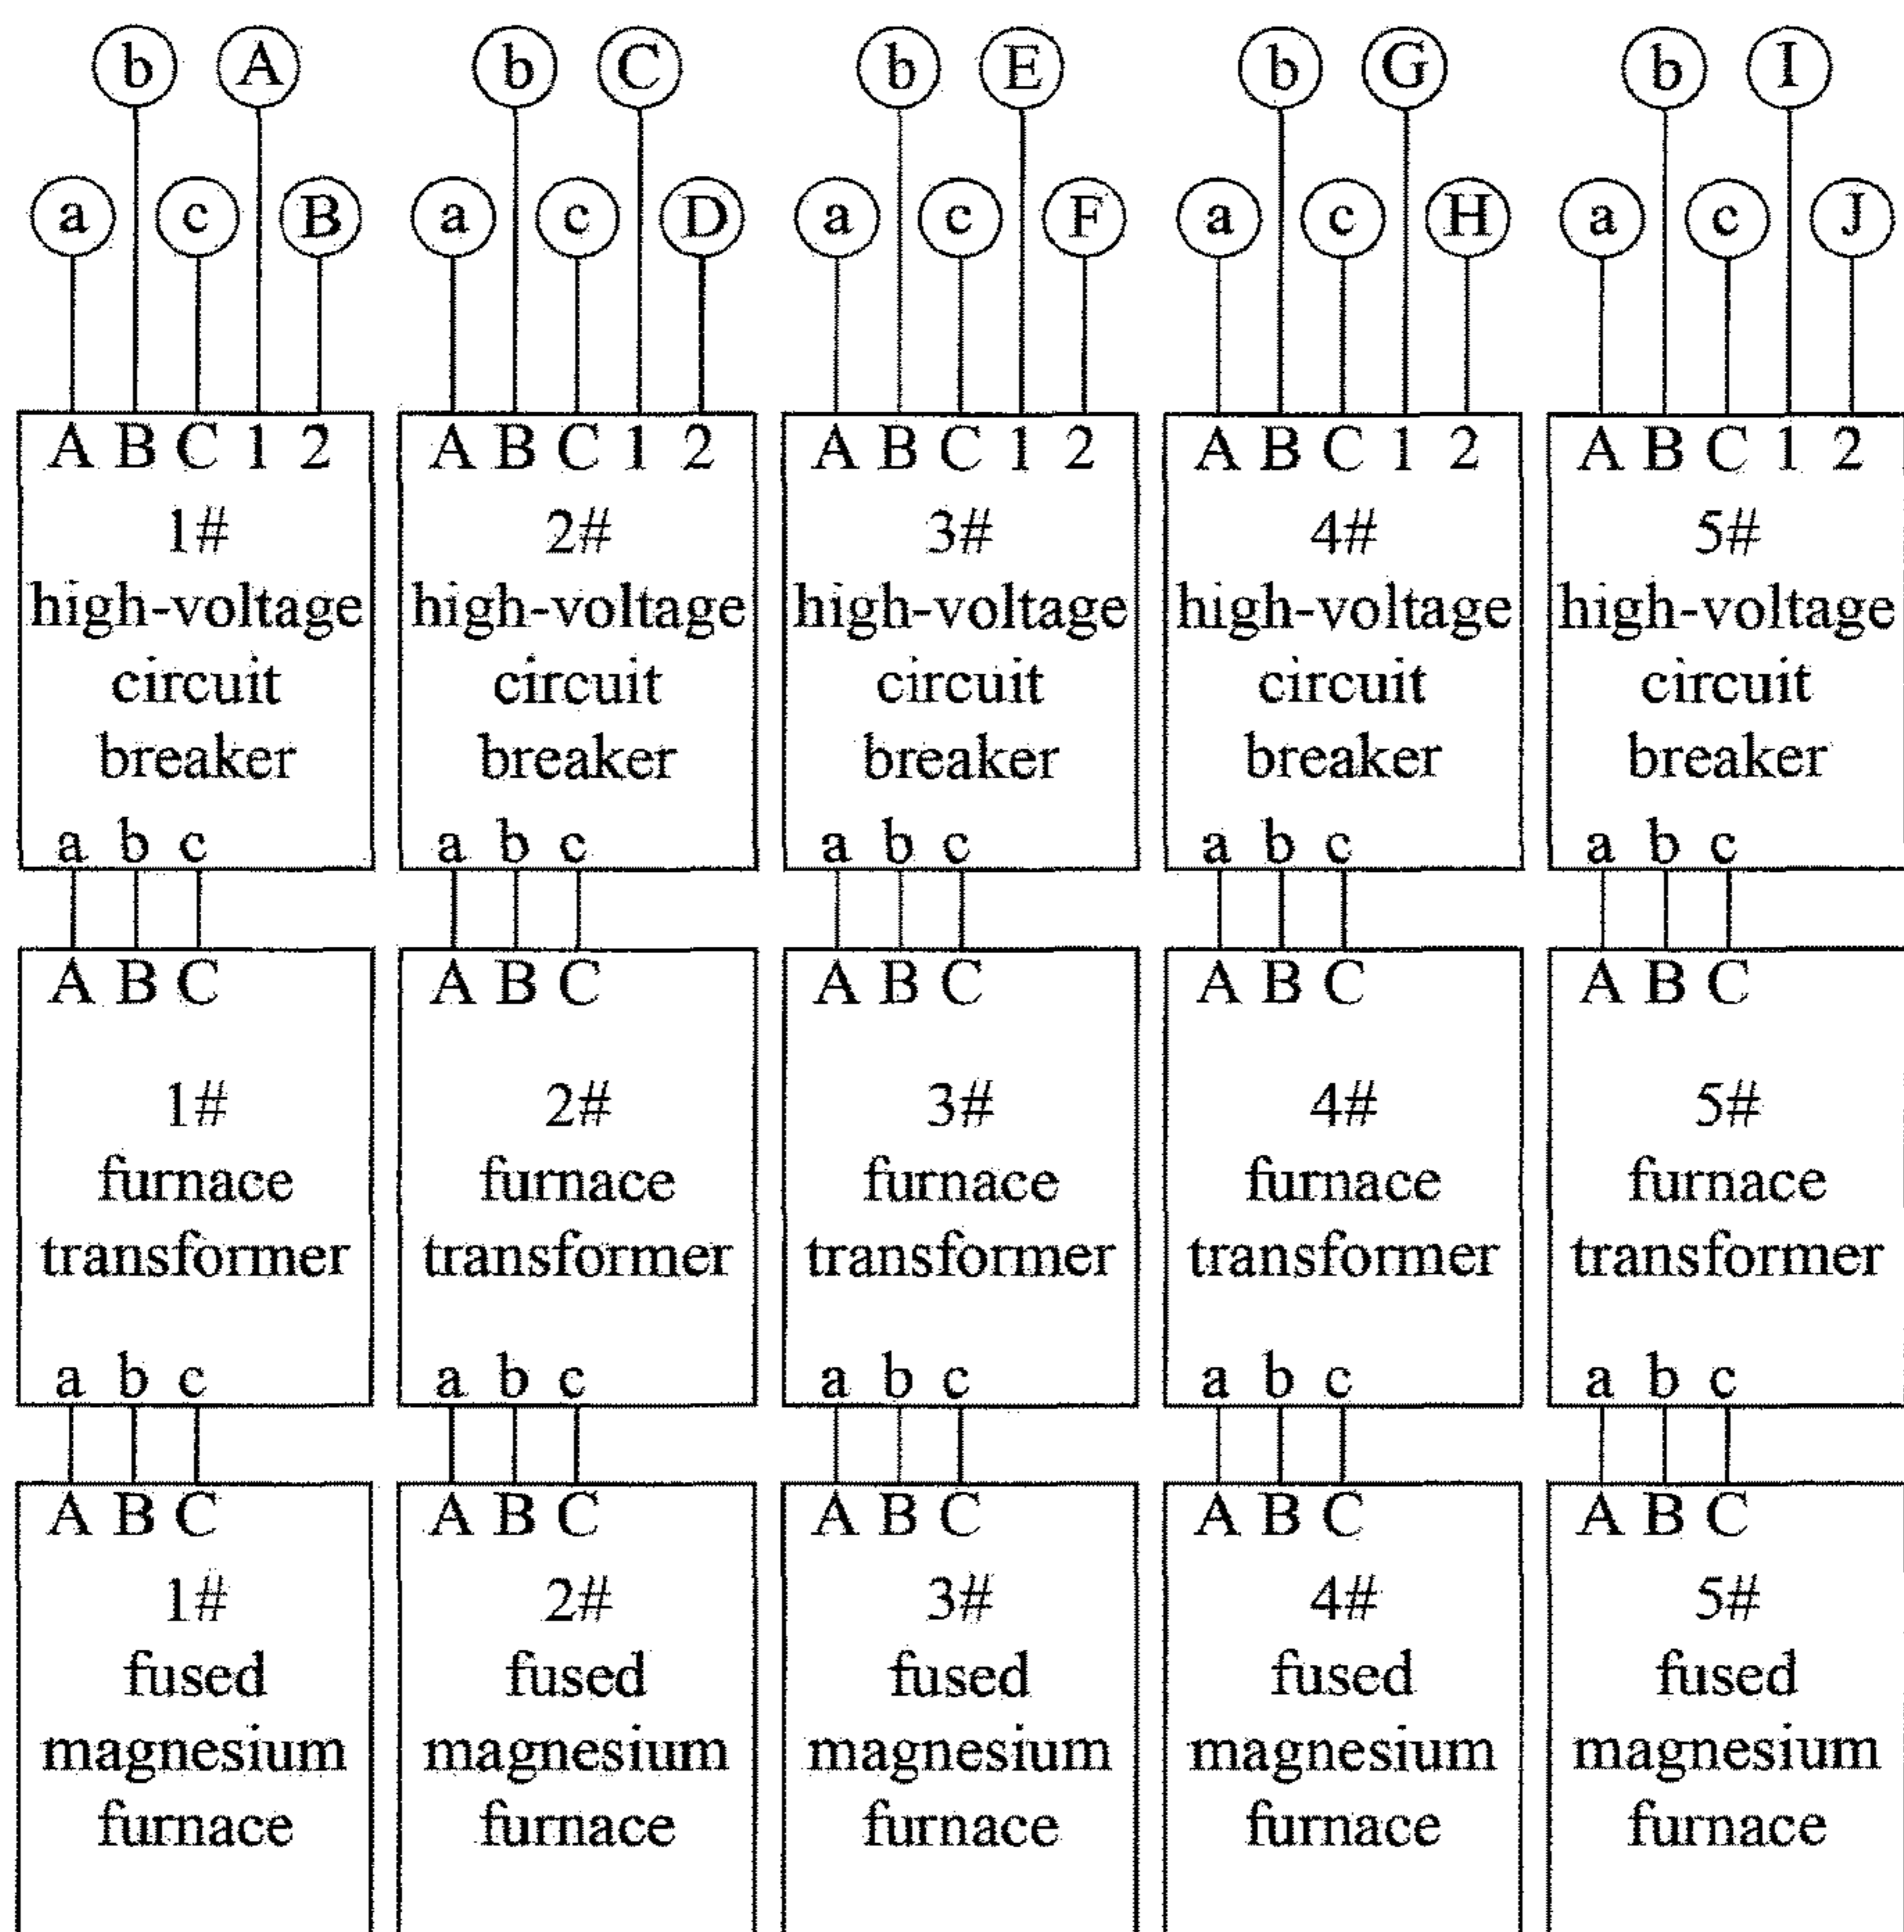 b A b C b E b G b I
a c B a c D a c F a c H a c J
A B C 1 2 A B C 1 2 A B C 1 2 A B C 1 2 A B C 1 2
1# 2# 3# 4# 5#
high-voltage high-voltage high-voltage high-voltage high-voltage
circuit circuit circuit circuit circuit
breaker breaker breaker breaker breaker
a b c a b c a b c a b c a b c
A B C A B C A B C A B C A B C
1# 2# 3# 4# 5#
furnace furnace furnace furnace furnace
transformer transformer transformer transformer transformer
a b c a b c a b c a b c a b c
A B C A B C A B C A B C A B C
1# 2# 3# 4# 5#
fused fused fused fused fused
magnesium magnesium magnesium magnesium magnesium
furnace furnace furnace furnace furnace